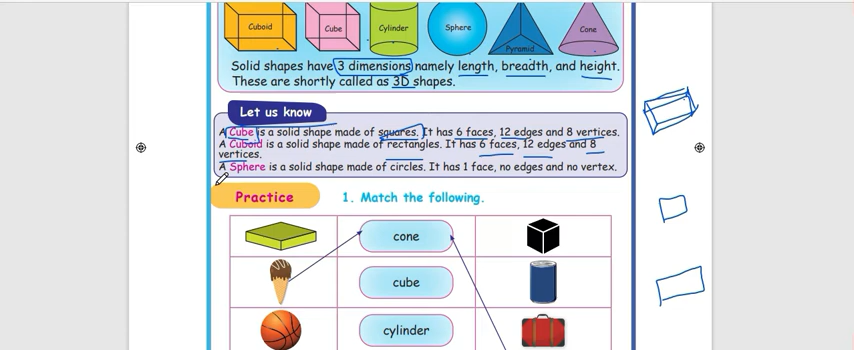 Cuboid
Cube
Cylinder
Sphere
Pyramid
Cone
Solid shapes have 3 dimensions namely length, breadth, and height.
These are shortly called as 3D shapes.
Let us know
A Cube is a solid shape made of squares. It has 6 faces, 12 edges and 8 vertices.
A Cuboid is a solid shape made of rectangles. It has 6 faces, 12 edges and 8
vertices.
A Sphere is a solid shape made of circles. It has 1 face, no edges and no vertex.
Practice
1. Match the following.
cone
cube
cylinder